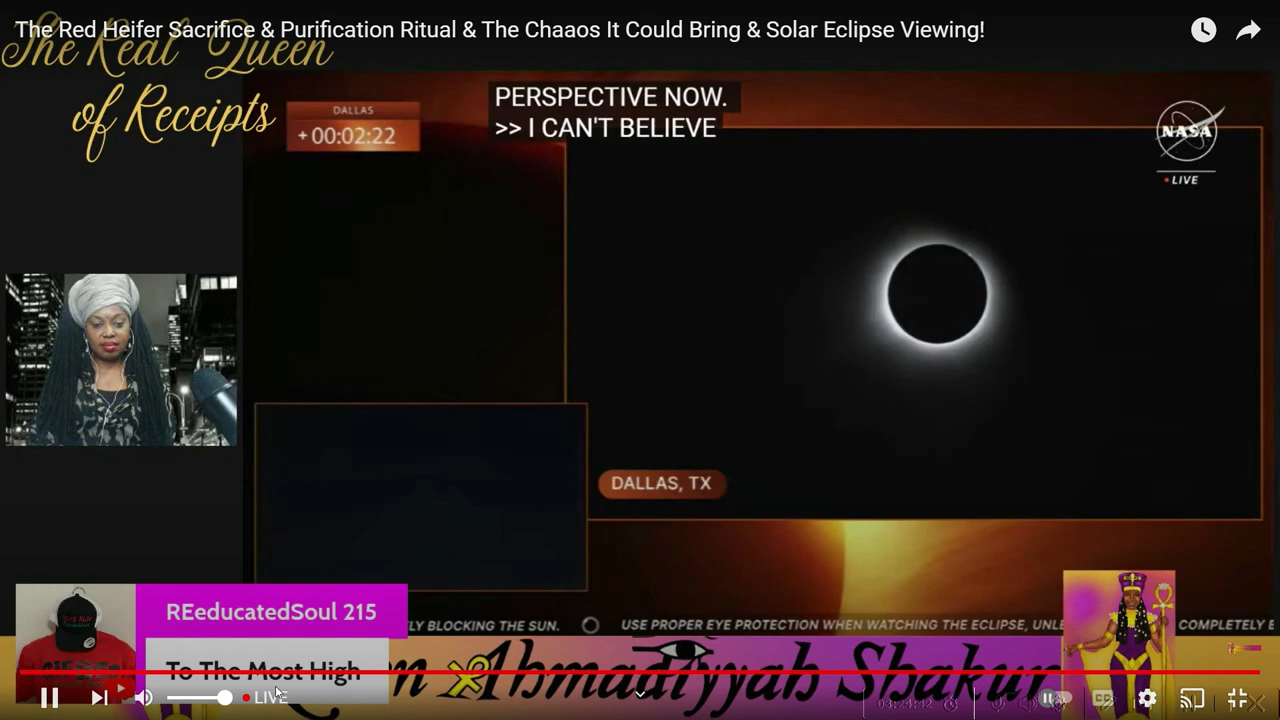 The Red Heifer Sacrifice & Purification Ritual & The Chaaos It Could Bring & Solar Eclipse Viewing!
The Real Queen
of Receipts
DALLAS
+ 00:02:22
PERSPECTIVE NOW.
>> I CAN'T BELIEVE
NASA
LIVE
DALLAS, TX
REeducatedSoul 215
LY BLOCKING THE SUN.
USE PROPER EYE PROTECTION WHEN WATCHING THE ECLIPSE, UNLE
COMPLETELY E
To The Most High
n Ahmadiyyah Shakur
LIVE